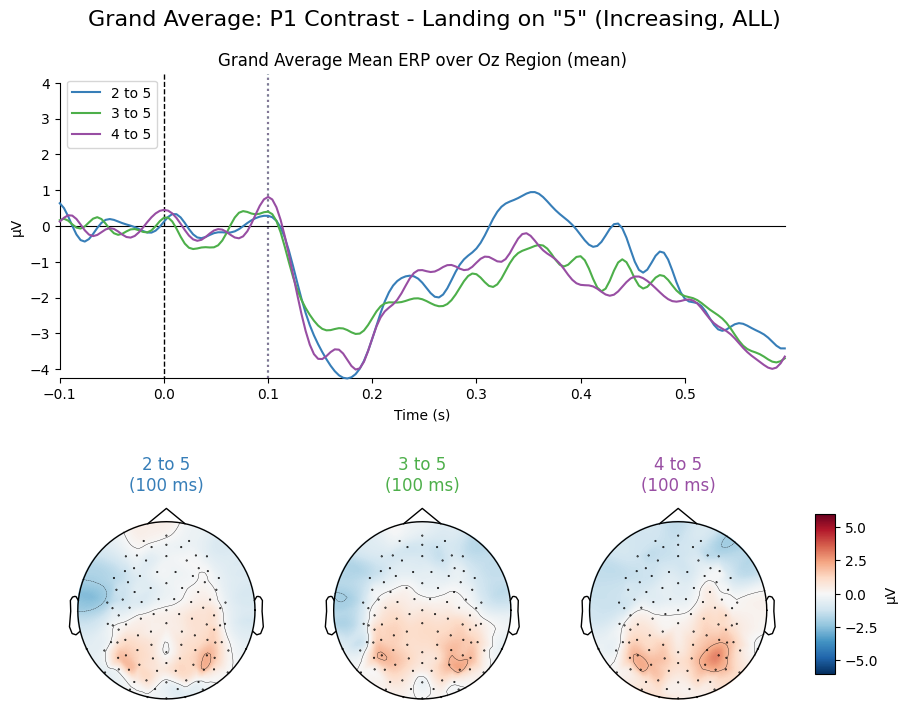 Grand Average: P1 Contrast - Landing on "5" (Increasing, ALL)
Grand Average Mean ERP over Oz Region (mean)
2 to 5
3 to 5
4 to 5
4
3
2
1
0
−1
−2
−3
−4
µV
−0.1
0.0
0.1
0.2
0.3
0.4
0.5
Time (s)
2 to 5
(100 ms)
3 to 5
(100 ms)
4 to 5
(100 ms)
5.0
2.5
0.0
−2.5
−5.0
µV